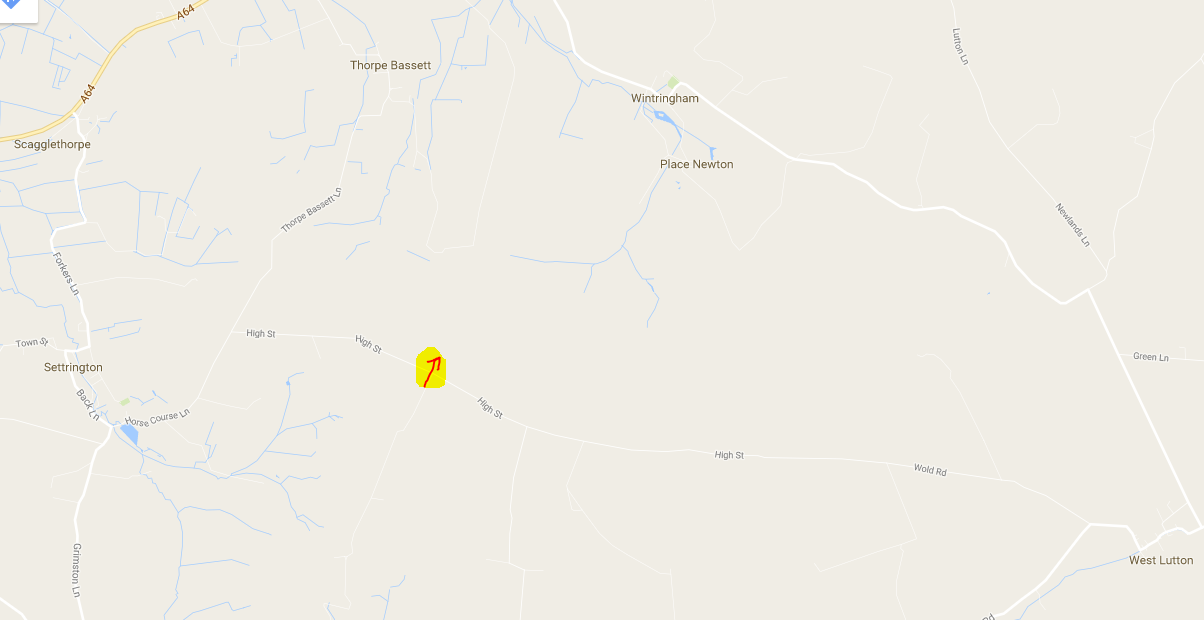 A64
Lutton Ln
Thorpe Bassett
A64
Wintringham
Scagglethorpe
Place Newton
Thorpe Bassett Ln
Newlands Ln
Forkers Ln
High St
High St
Town St
Green Ln
Settrington
Back Ln
High St
Horse Course Ln
High St
Wold Rd
Grimston Ln
West Lutton
Rd